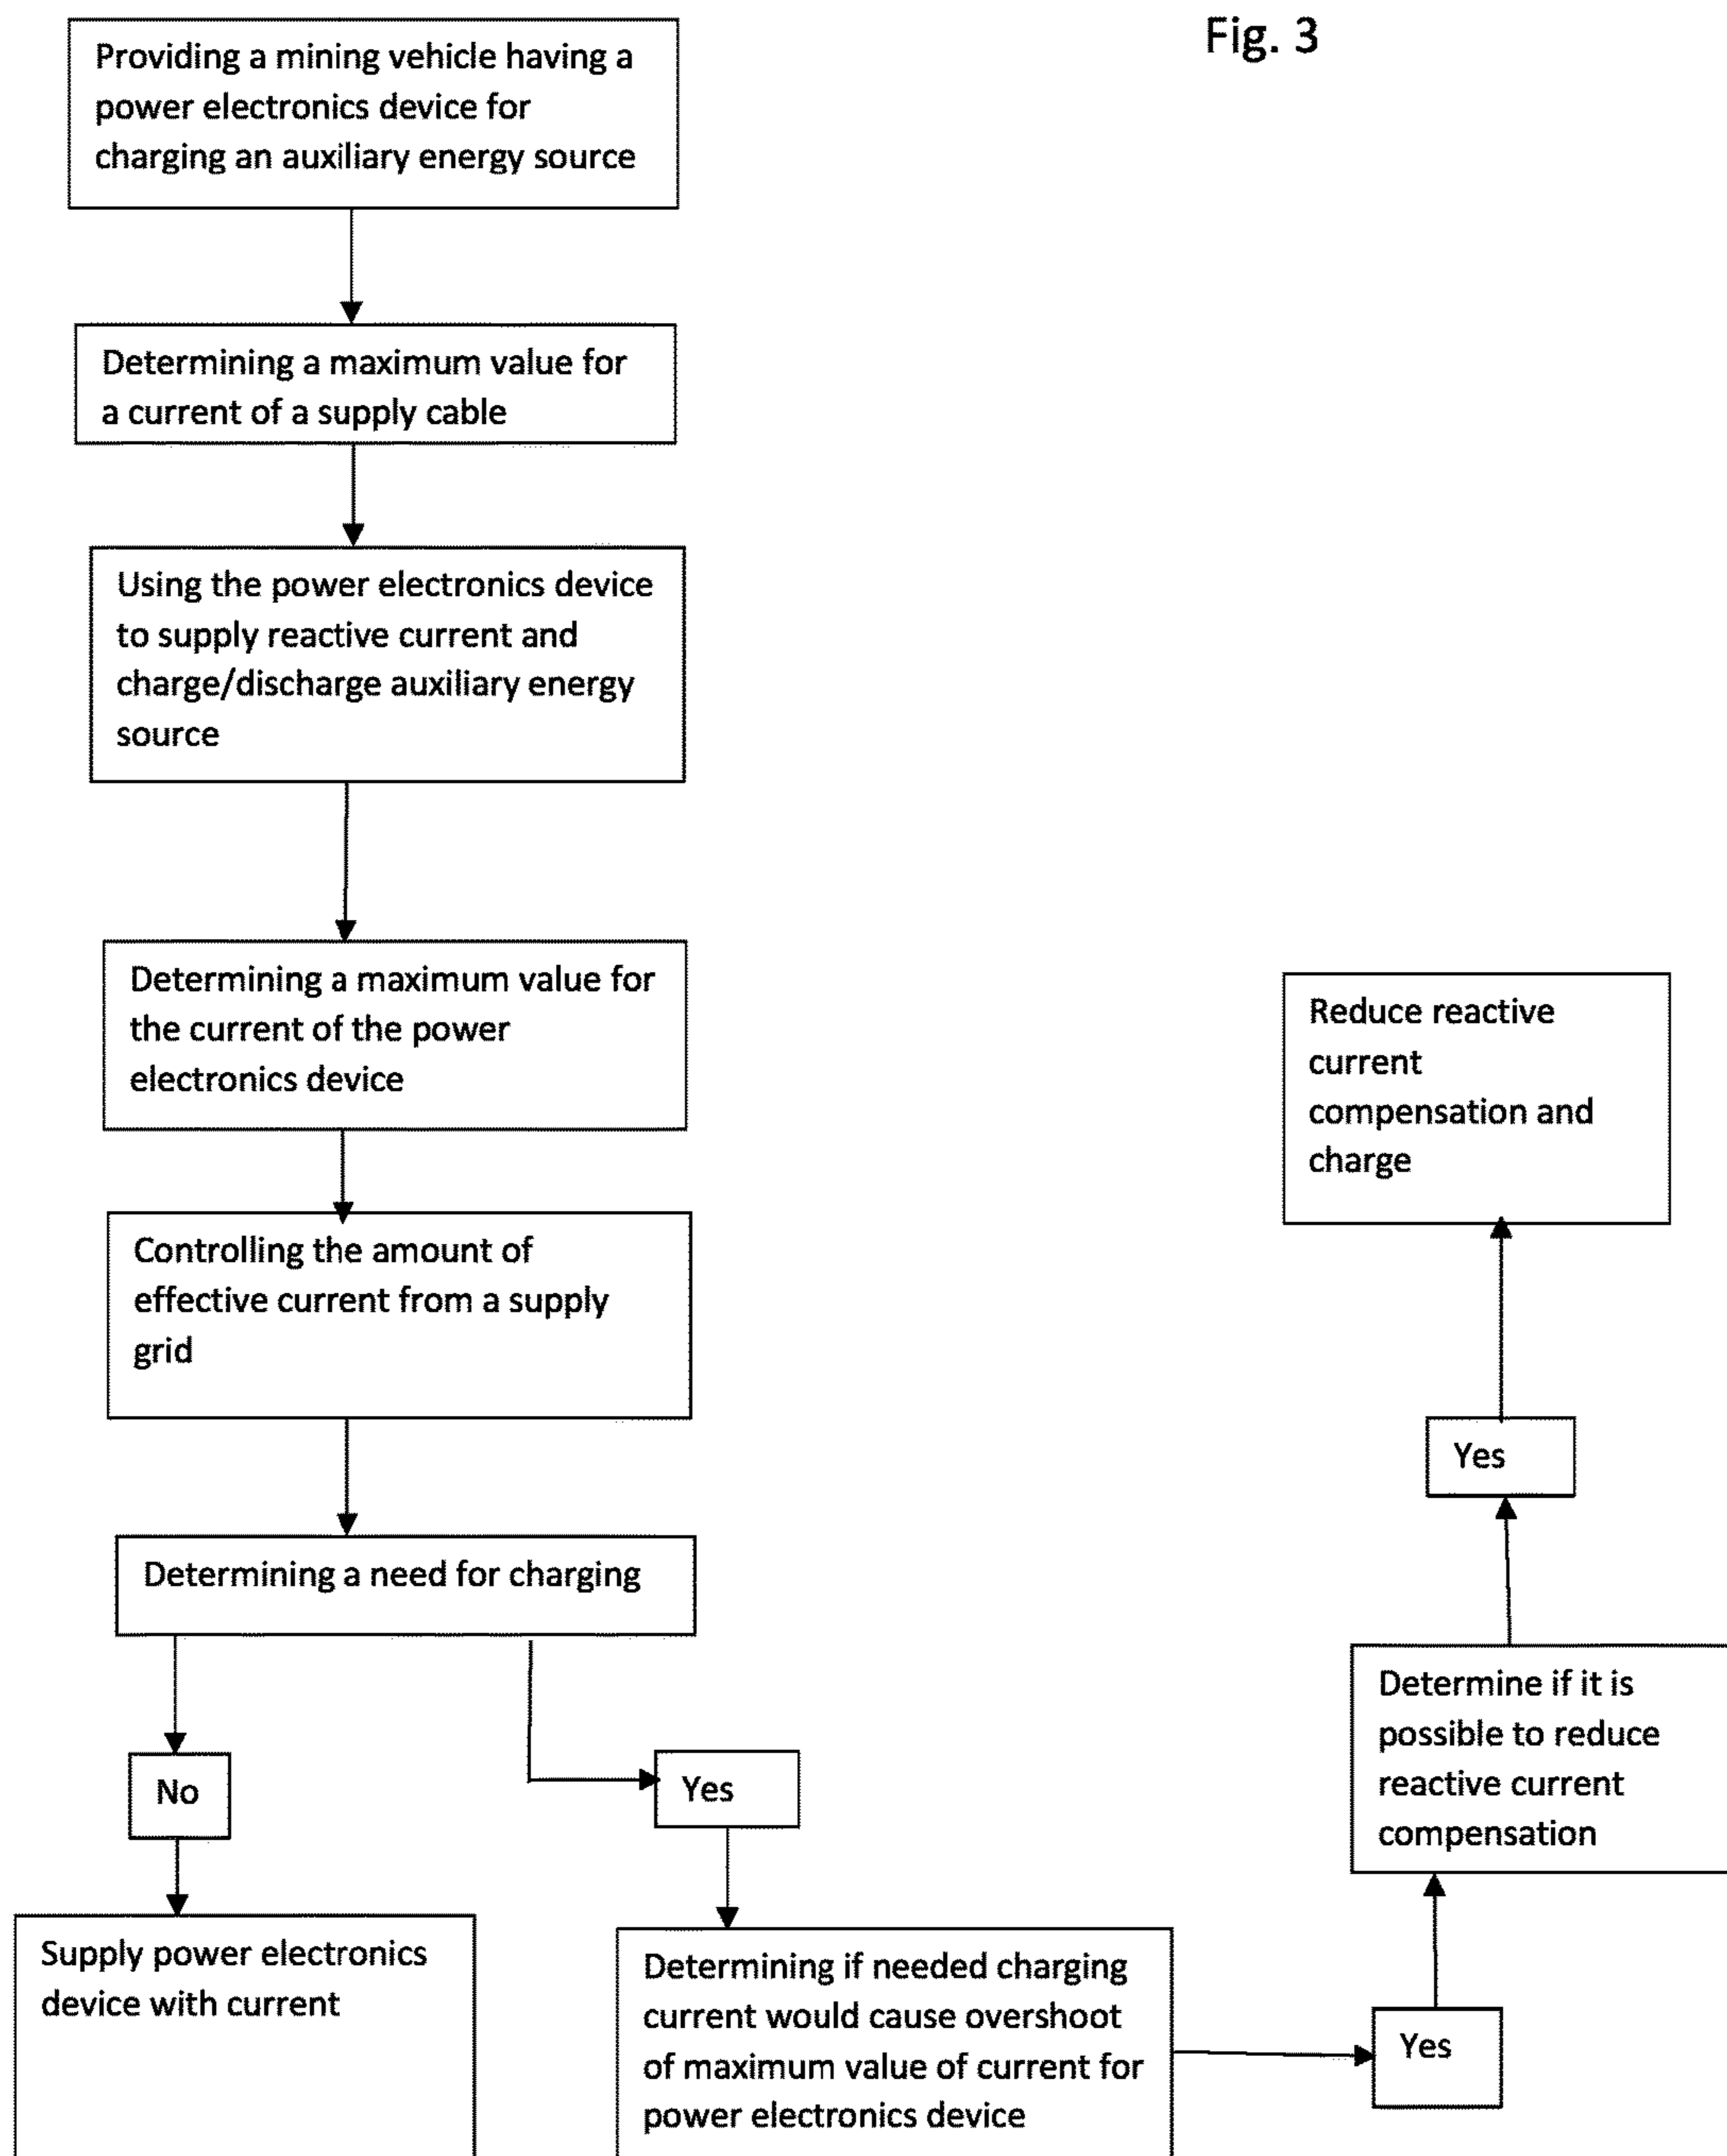 Fig. 3
Providing a mining vehicle having a
power electronics device for
charging an auxiliary energy source
Determining a maximum value for
a current of a supply cable
Using the power electronics device
to supply reactive current and
charge/discharge auxiliary energy
source
Determining a maximum value for
the current of the power
electronics device
Controlling the amount of
effective current from a supply
grid
Determining a need for charging
No
Yes
Supply power electronics
device with current
Determining if needed charging
current would cause overshoot
of maximum value of current for
power electronics device
Yes
Determine if it is
possible to reduce
reactive current
compensation
Yes
Reduce reactive
current
compensation and
charge